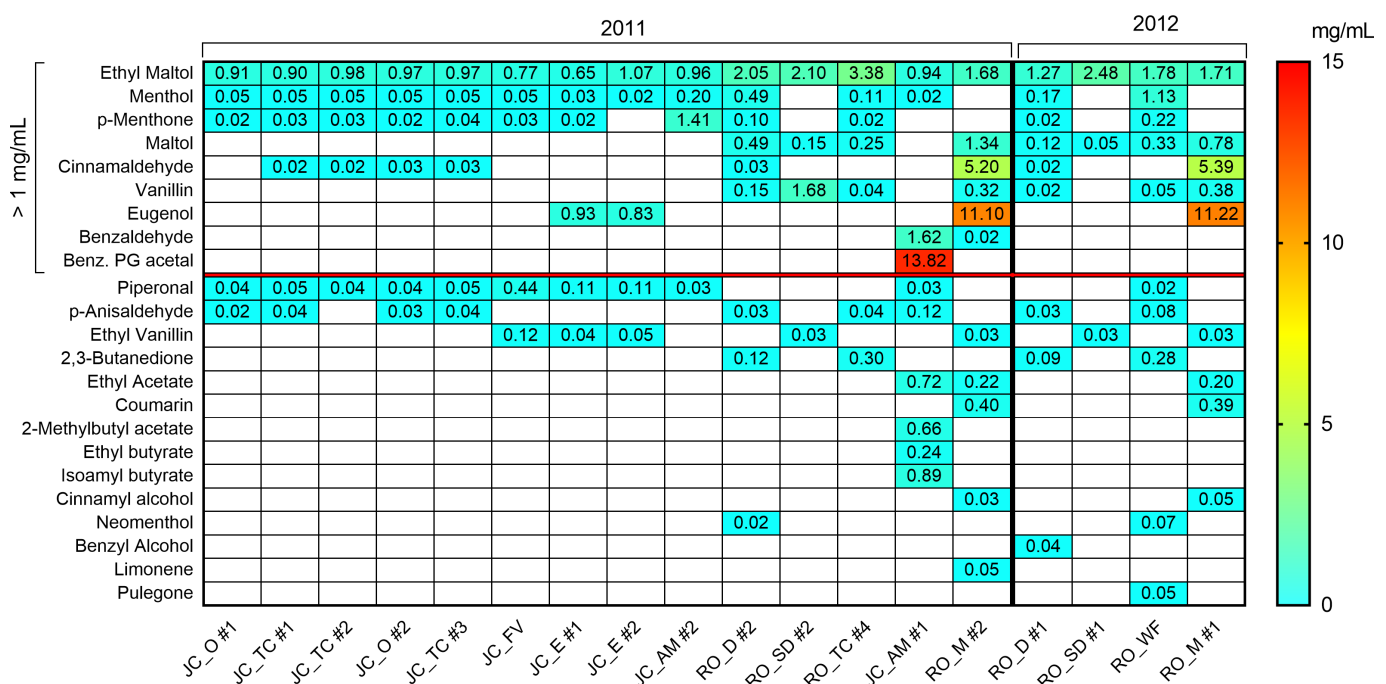 2011 2012 mg/mL
> 1 mg/mL
Ethyl Maltol 0.91 0.90 0.98 0.97 0.97 0.77 0.65 1.07 0.96 2.05 2.10 3.38 0.94 1.68 1.27 2.48 1.78 1.71
Menthol 0.05 0.05 0.05 0.05 0.05 0.05 0.03 0.02 0.20 0.49 0.11 0.02 0.17 1.13
p-Menthone 0.02 0.03 0.03 0.02 0.04 0.03 0.02 1.41 0.10 0.02 0.02 0.22
Maltol 0.49 0.15 0.25 1.34 0.12 0.05 0.33 0.78
Cinnamaldehyde 0.02 0.02 0.03 0.03 0.03 5.20 0.02 5.39
Vanillin 0.15 1.68 0.04 0.32 0.02 0.05 0.38
Eugenol 0.93 0.83 11.10 11.22
Benzaldehyde 1.62 0.02
Benz. PG acetal 13.82
Piperonal 0.04 0.05 0.04 0.04 0.05 0.44 0.11 0.11 0.03 0.03 0.02
p-Anisaldehyde 0.02 0.04 0.03 0.04 0.03 0.04 0.12 0.03 0.08
Ethyl Vanillin 0.12 0.04 0.05 0.03 0.03 0.03 0.03
2,3-Butanedione 0.12 0.30 0.09 0.28
Ethyl Acetate 0.72 0.22 0.20
Coumarin 0.40 0.39
2-Methylbutyl acetate 0.66
Ethyl butyrate 0.24
Isoamyl butyrate 0.89
Cinnamyl alcohol 0.03 0.05
Neomenthol 0.02 0.07
Benzyl Alcohol 0.04
Limonene 0.05
Pulegone 0.05
JC_O #1 JC_TC #1 JC_TC #2 JC_O #2 JC_TC #3 JC_FV JC_E #1 JC_E #2 JC_AM #2 RO_D #2 RO_SD #2 RO_TC #4 JC_AM #1 RO_M #2 RO_D #1 RO_SD #1 RO_WF RO_M #1
15
10
5
0